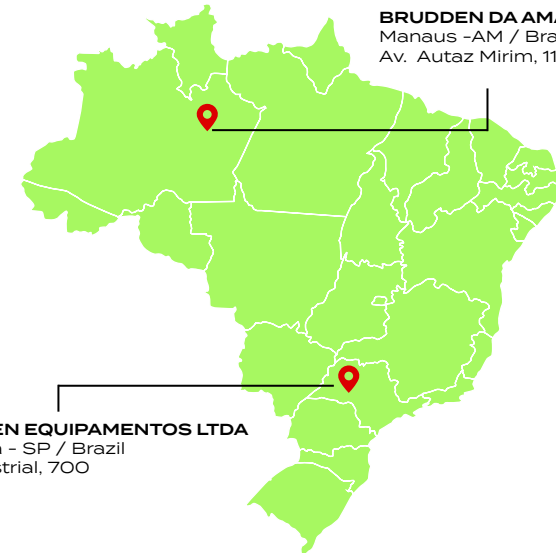 BRUDDEN DA AMA
Manaus -AM / Bra
Av. Autaz Mirim, 11
EN EQUIPAMENTOS LTDA
- SP / Brazil
strial, 700